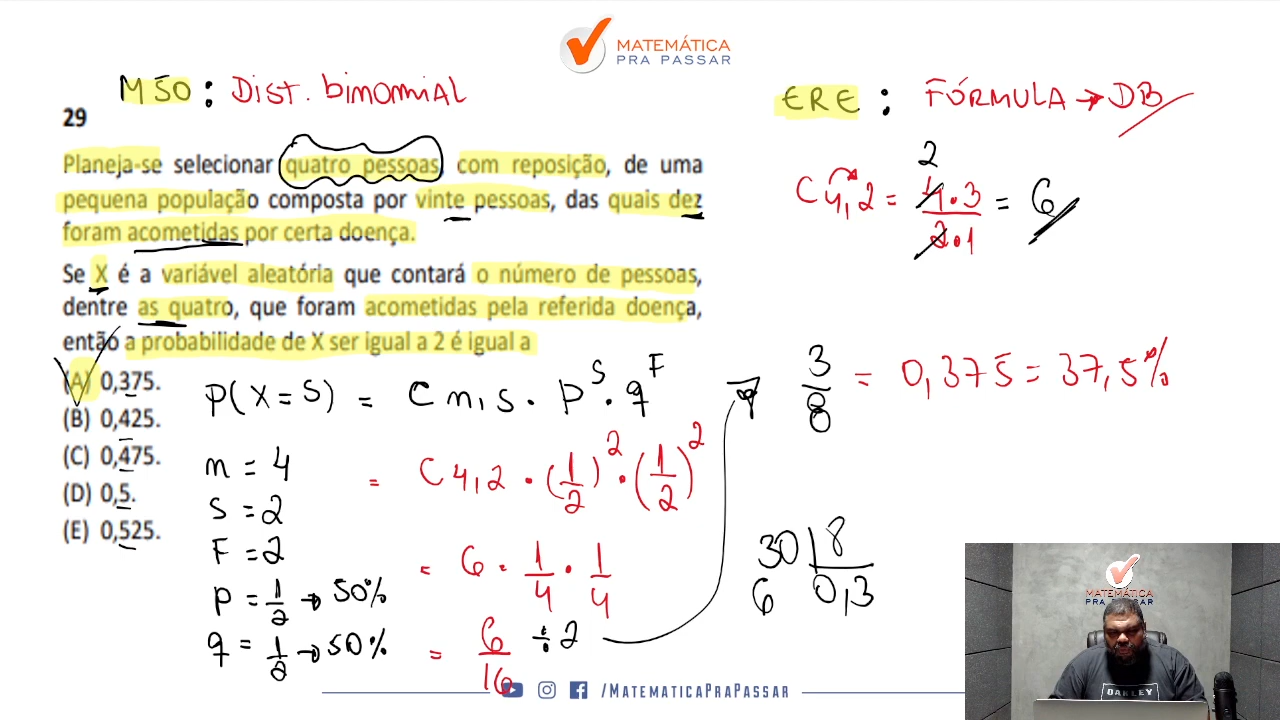 MATEMÁTICA
PRA PASSAR
MSO: DIST. binomiAL
ERE: FÓRMULA → DB
29
Planeja-se selecionar quatro pessoas, com reposição, de uma
pequena população composta por vinte pessoas, das quais dez
foram acometidas por certa doença.
Se X é a variável aleatória que contará o número de pessoas,
dentre as quatro, que foram acometidas pela referida doença,
então a probabilidade de X ser igual a 2 é igual a
(A) 0,375.
(B) 0,425.
(C) 0,475.
(D) 0,5.
(E) 0,525.
2
C4,2 = 4·3/2·1 = 6
P(X=S) = Cn,s · P^S · q^F
n = 4
S = 2
F = 2
P = 1/2 → 50%
q = 1/2 → 50%
= C4,2 · (1/2)^2 · (1/2)^2
= 6 · 1/4 · 1/4
= 6/16 ÷2
3/8 = 0,375 = 37,5%
30 8
6 0,3
/MATEMATICAPRAPASSAR
MATEMÁTICA
PRA PASSAR
OAKLEY